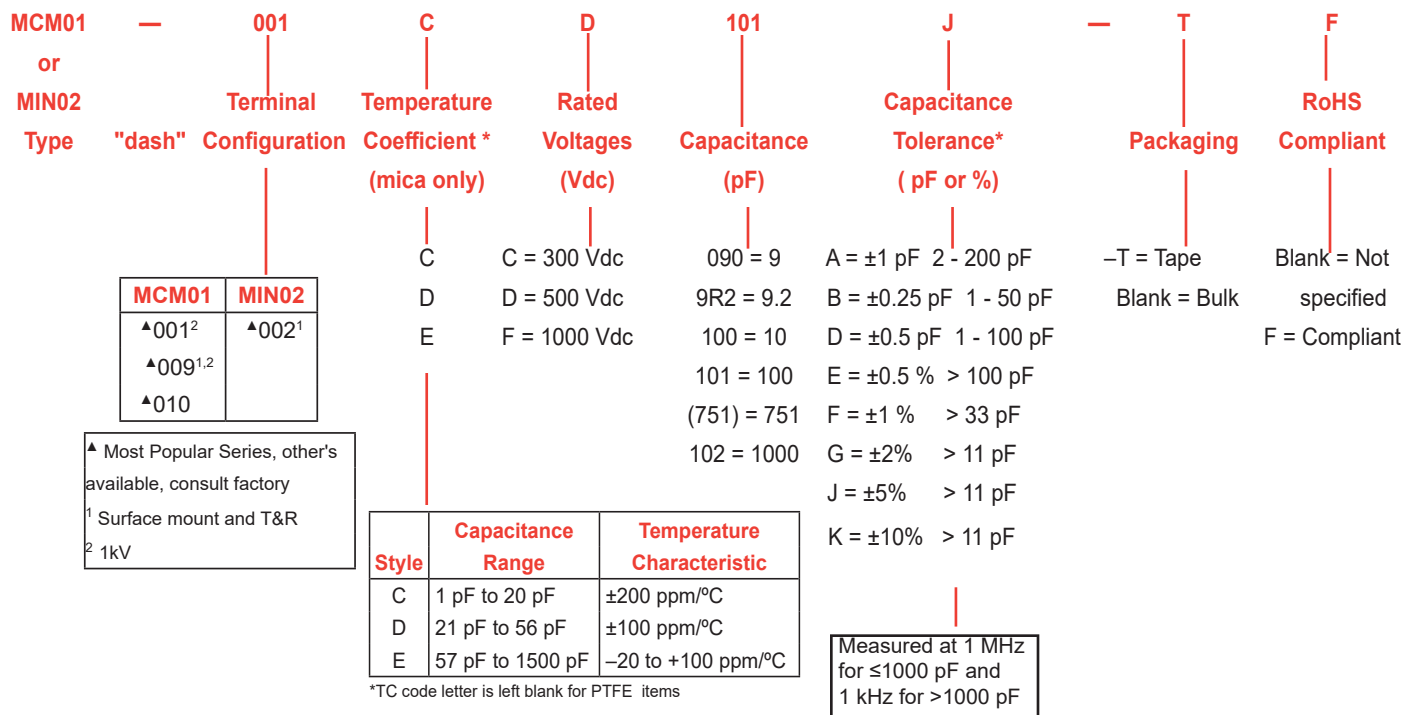 MCM01 — 001 C D 101 J — T F
or
MIN02 Terminal Temperature Rated Capacitance RoHS
Type "dash" Configuration Coefficient * Voltages Capacitance Tolerance* Packaging Compliant
(mica only) (Vdc) (pF) ( pF or %)
C C = 300 Vdc 090 = 9 A = ±1 pF 2 - 200 pF –T = Tape Blank = Not
D D = 500 Vdc 9R2 = 9.2 B = ±0.25 pF 1 - 50 pF Blank = Bulk specified
E F = 1000 Vdc 100 = 10 D = ±0.5 pF 1 - 100 pF F = Compliant
101 = 100 E = ±0.5 % > 100 pF
(751) = 751 F = ±1 % > 33 pF
102 = 1000 G = ±2% > 11 pF
J = ±5% > 11 pF
K = ±10% > 11 pF
MCM01 MIN02
▲001² ▲002¹
▲009¹,²
▲010
▲ Most Popular Series, other's
available, consult factory
¹ Surface mount and T&R
² 1kV
Capacitance Temperature
Style Range Characteristic
C 1 pF to 20 pF ±200 ppm/ºC
D 21 pF to 56 pF ±100 ppm/ºC
E 57 pF to 1500 pF –20 to +100 ppm/ºC
*TC code letter is left blank for PTFE items
Measured at 1 MHz
for ≤1000 pF and
1 kHz for >1000 pF